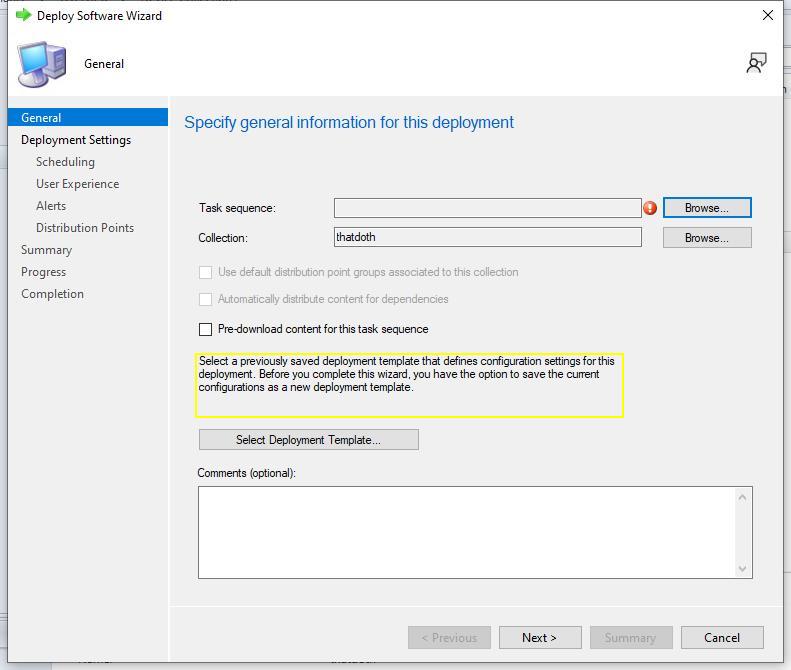 Deploy Software Wizard
General
General
Deployment Settings
Scheduling
User Experience
Alerts
Distribution Points
Summary
Progress
Completion
Specify general information for this deployment
Task sequence:
Browse...
Collection:
thatdoth
Browse...
Use default distribution point groups associated to this collection
Automatically distribute content for dependencies
Pre-download content for this task sequence
Select a previously saved deployment template that defines configuration settings for this
deployment. Before you complete this wizard, you have the option to save the current
configurations as a new deployment template.
Select Deployment Template...
Comments (optional):
< Previous
Next >
Summary
Cancel